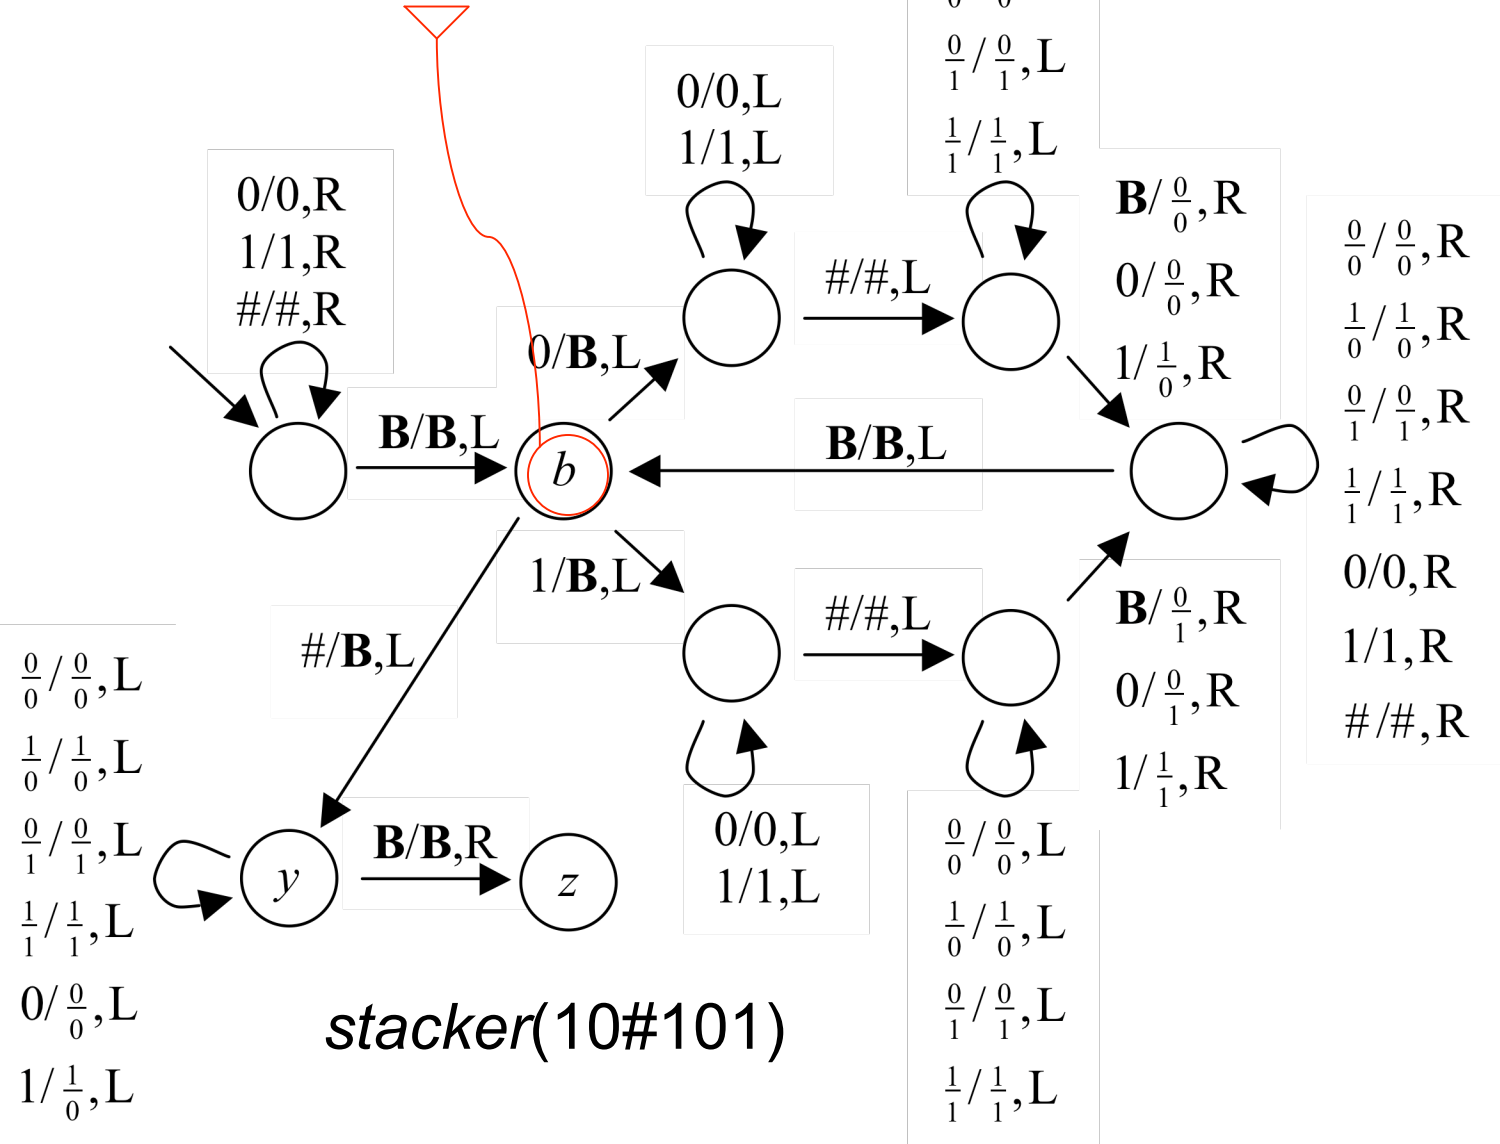 0/0,L
1/1,L
0/1 / 0/1 ,L
1/1 / 1/1 ,L
0/0,R
1/1,R
#/#,R
B/ 0/0 ,R
0/ 0/0 ,R
1/ 1/0 ,R
0/0 / 0/0 ,R
1/0 / 1/0 ,R
0/1 / 0/1 ,R
1/1 / 1/1 ,R
0/0,R
1/1,R
#/#,R
#/#,L
0/B,L
B/B,L
b
B/B,L
1/B,L
#/#,L
B/ 0/1 ,R
0/ 0/1 ,R
1/ 1/1 ,R
#/B,L
0/0 / 0/0 ,L
1/0 / 1/0 ,L
0/1 / 0/1 ,L
1/1 / 1/1 ,L
0/ 0/0 ,L
1/ 1/0 ,L
y
B/B,R
z
0/0,L
1/1,L
0/0 / 0/0 ,L
1/0 / 1/0 ,L
0/1 / 0/1 ,L
1/1 / 1/1 ,L
stacker(10#101)